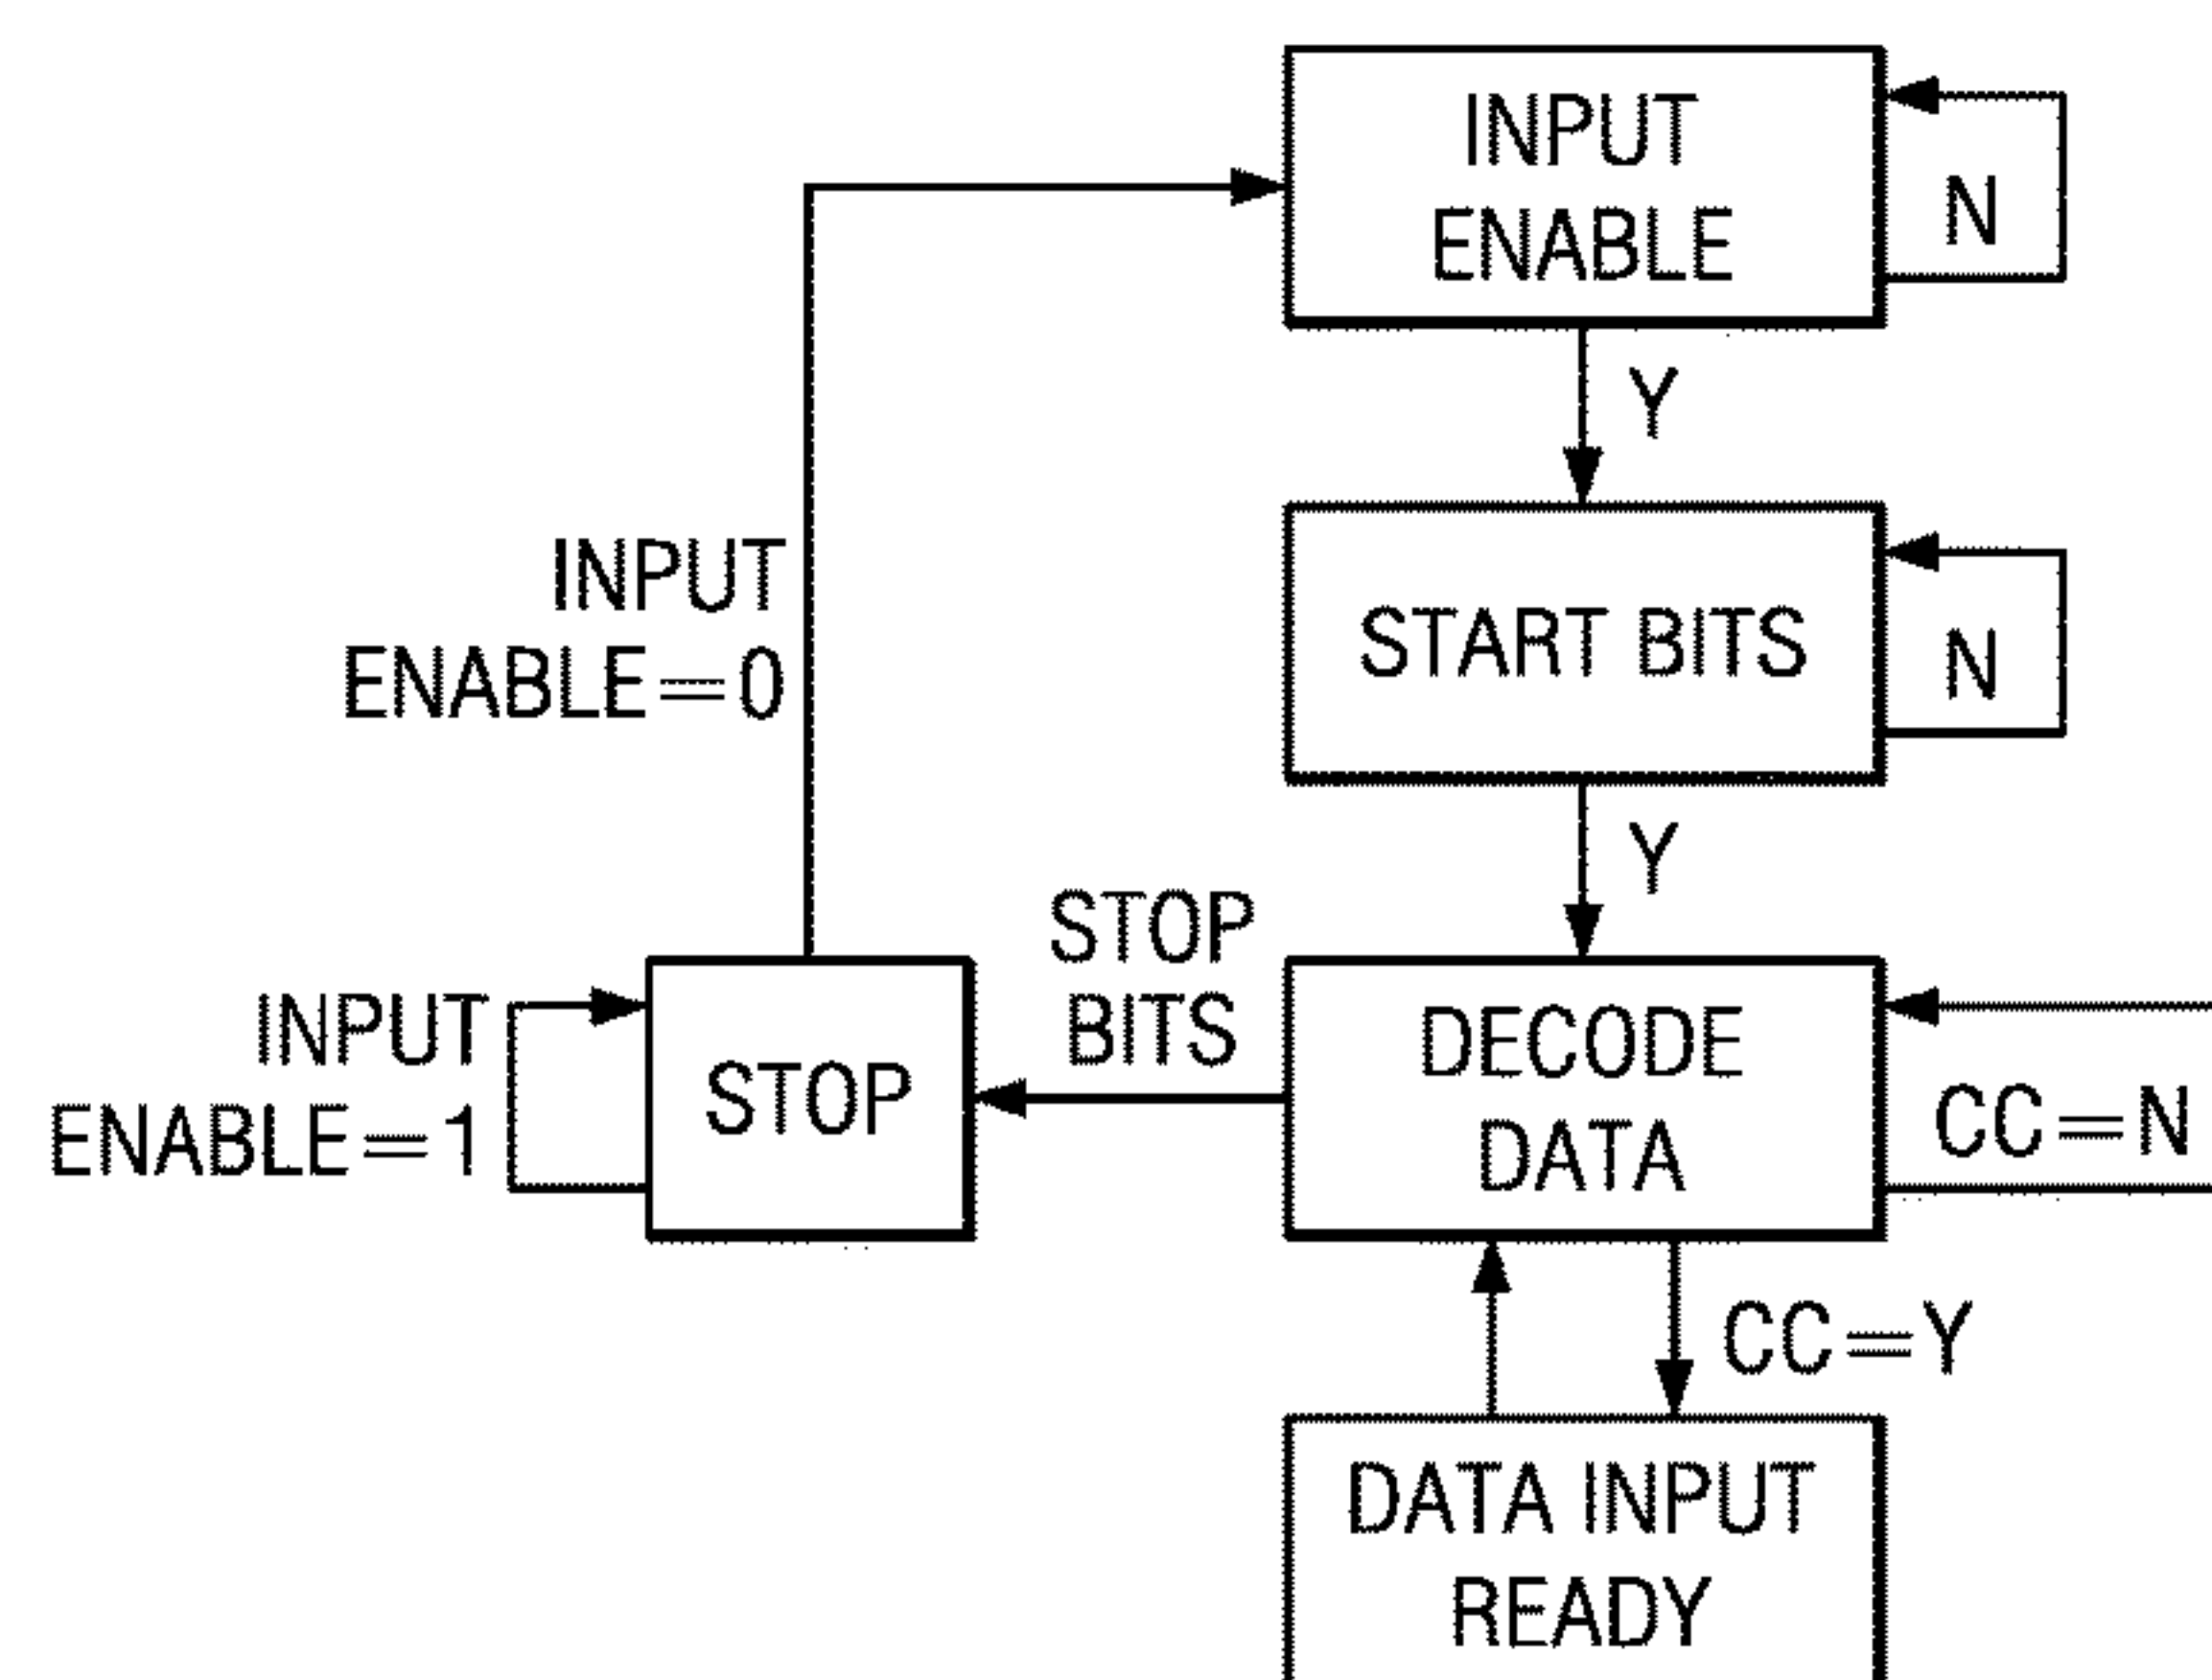 INPUT
ENABLE
N
Y
INPUT
ENABLE=0
START BITS
N
Y
STOP
BITS
INPUT
ENABLE=1
STOP
DECODE
DATA
CC=N
CC=Y
DATA INPUT
READY